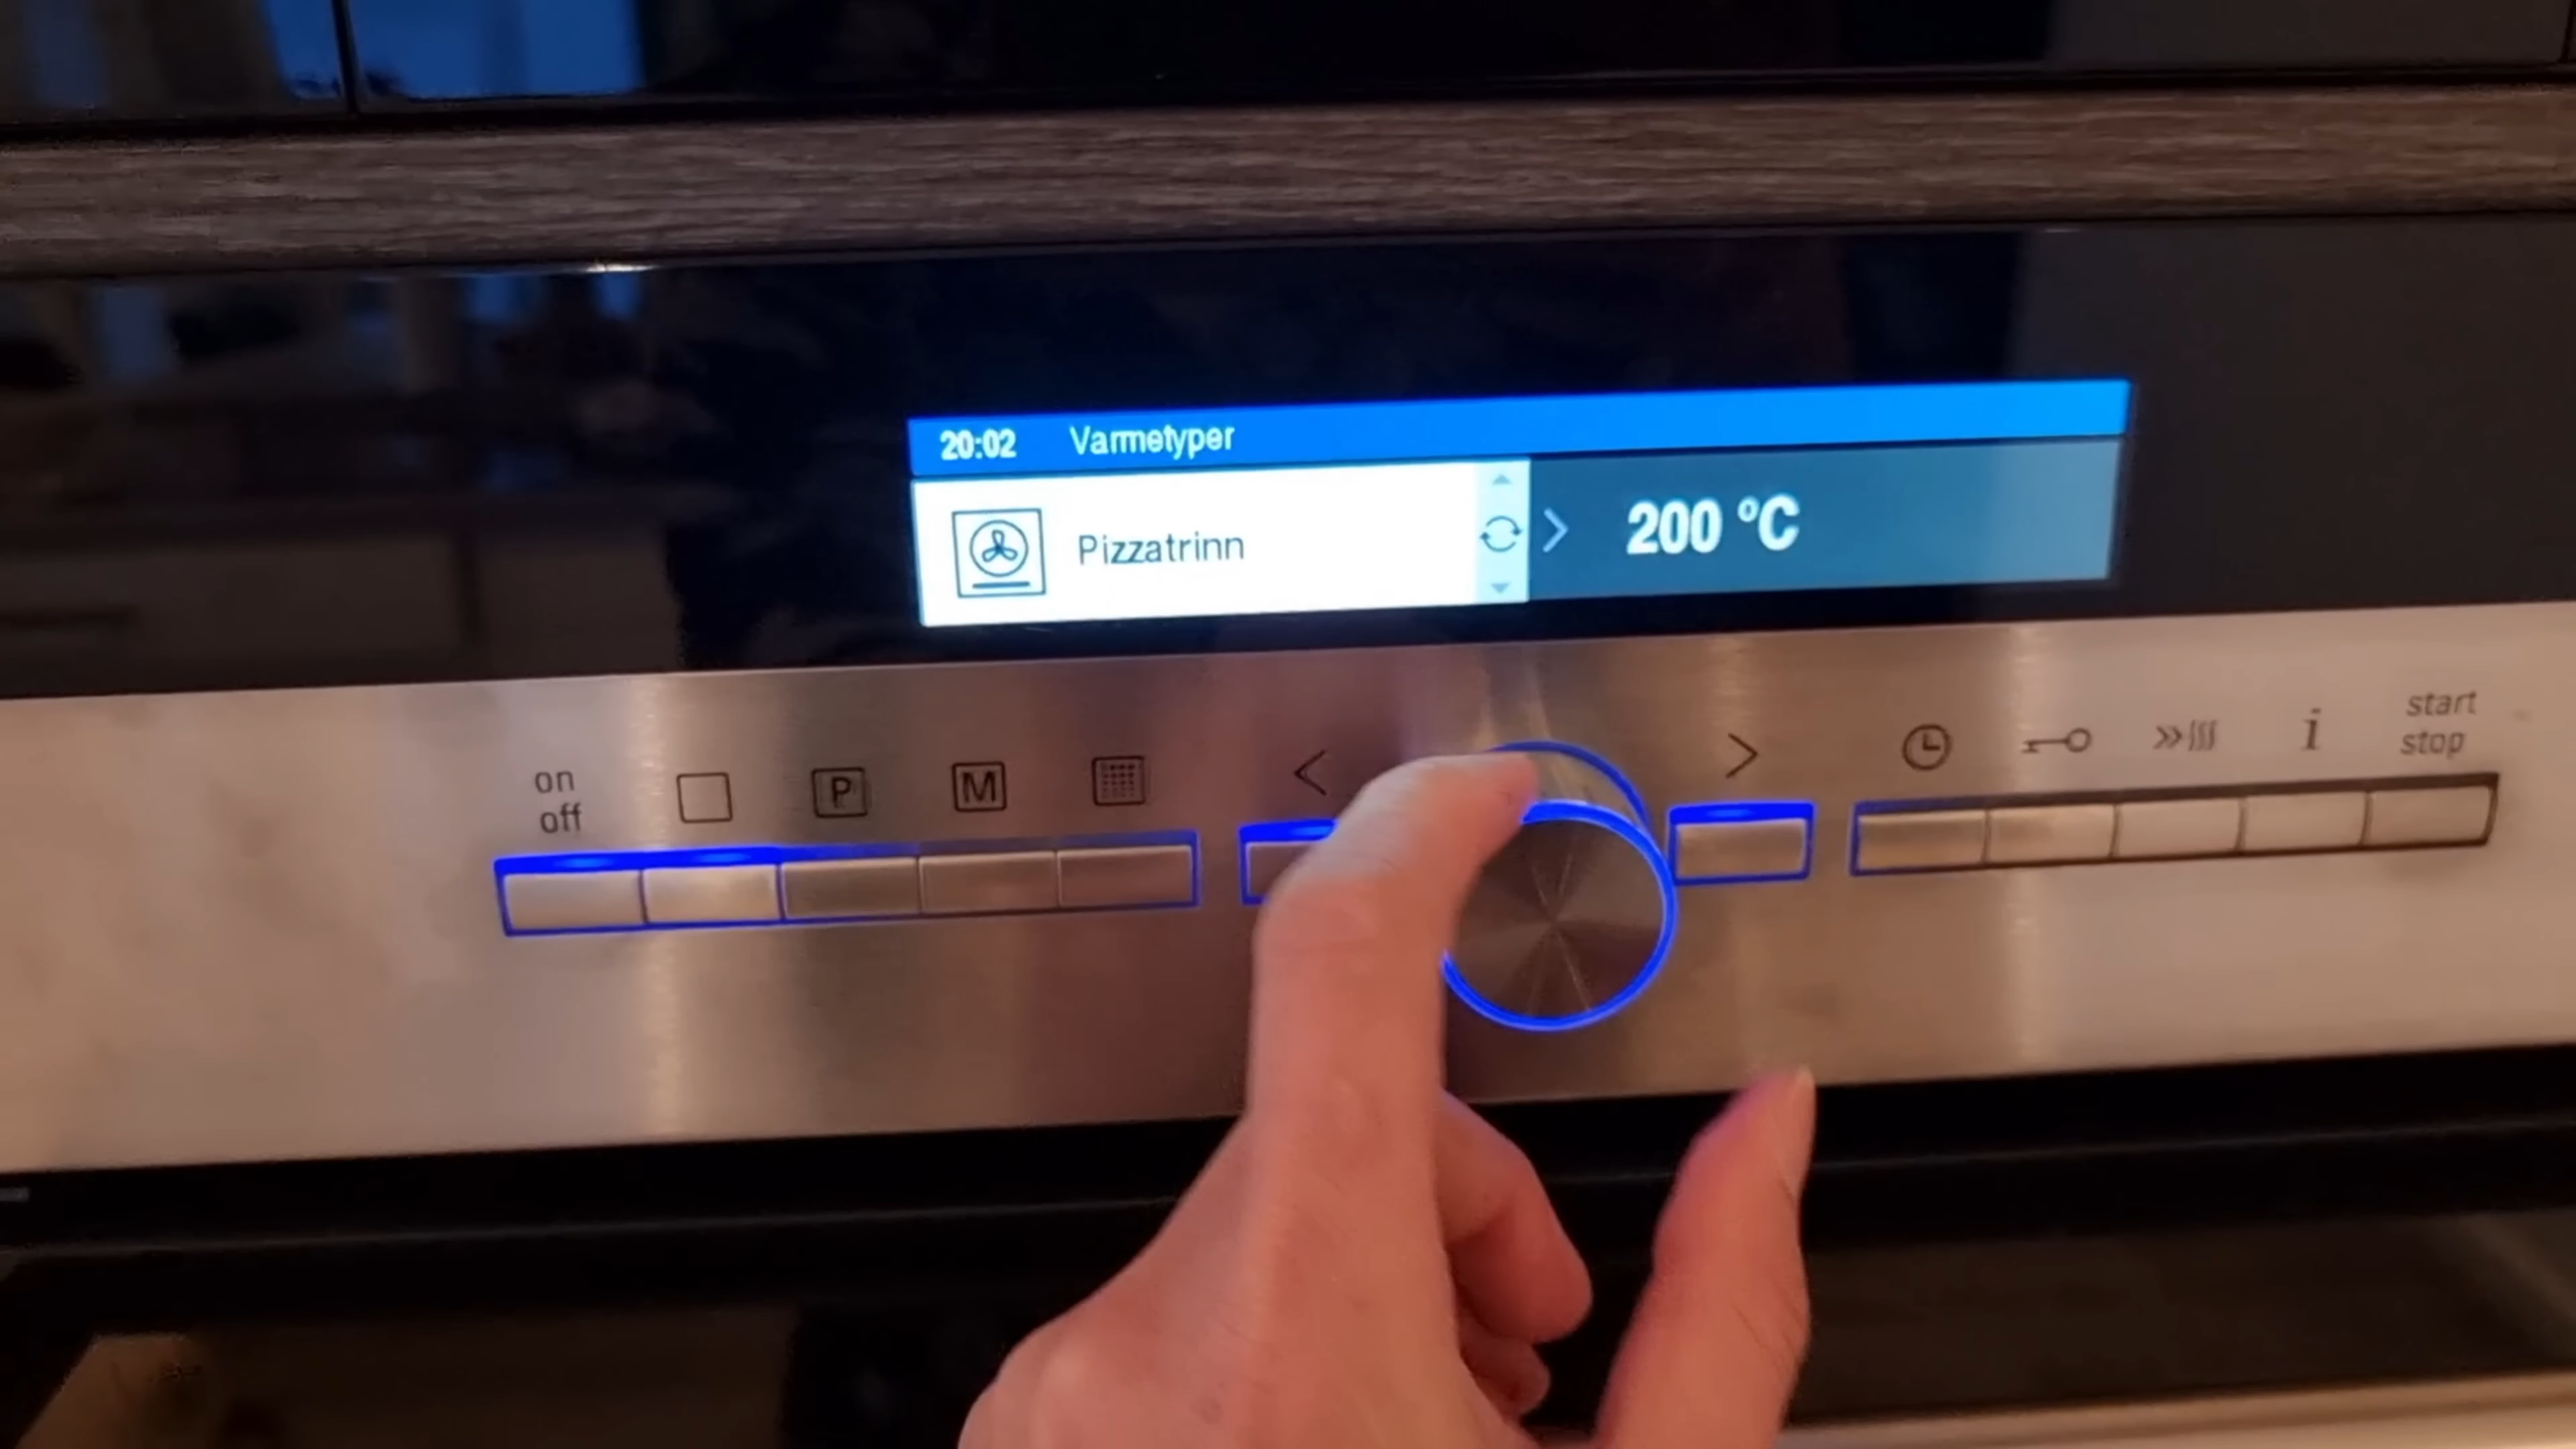 20:02 Varmetyper
Pizzatrinn
200 °C
on
off
P
M
<
>
i
start
stop